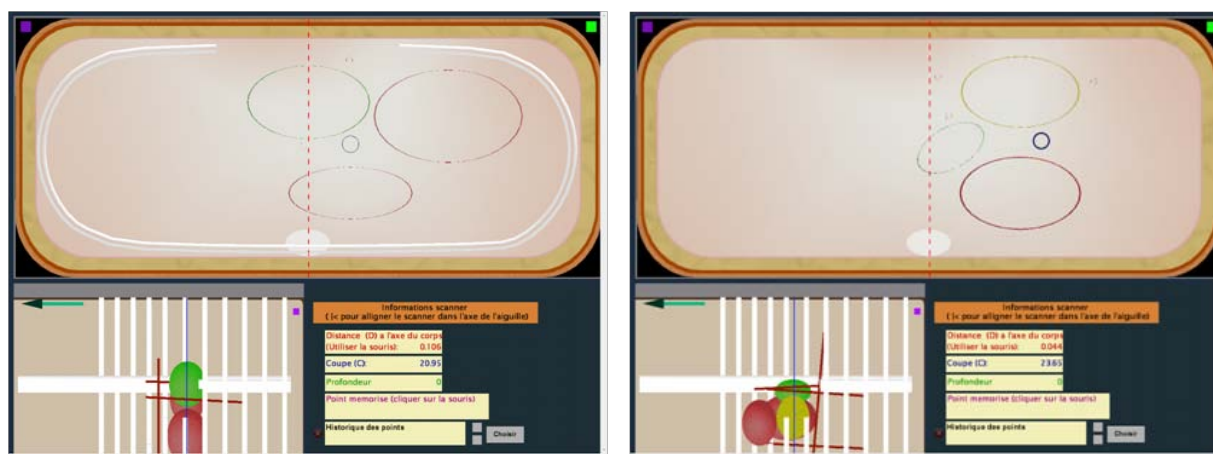 Informations scanner
( |< pour alligner le scanner dans l'axe de l'aiguille)
Distance (D) a l'axe du corps
(Utiliser la souris): 0.106
Coupe (C): 20.95
Profondeur 0
Point memorise (cliquer sur la souris)
Historique des points
Choisir
Informations scanner
( |< pour alligner le scanner dans l'axe de l'aiguille)
Distance (D) a l'axe du corps
(Utiliser la souris): 0.044
Coupe (C): 23.65
Profondeur 0
Point memorise (cliquer sur la souris)
Historique des points
Choisir